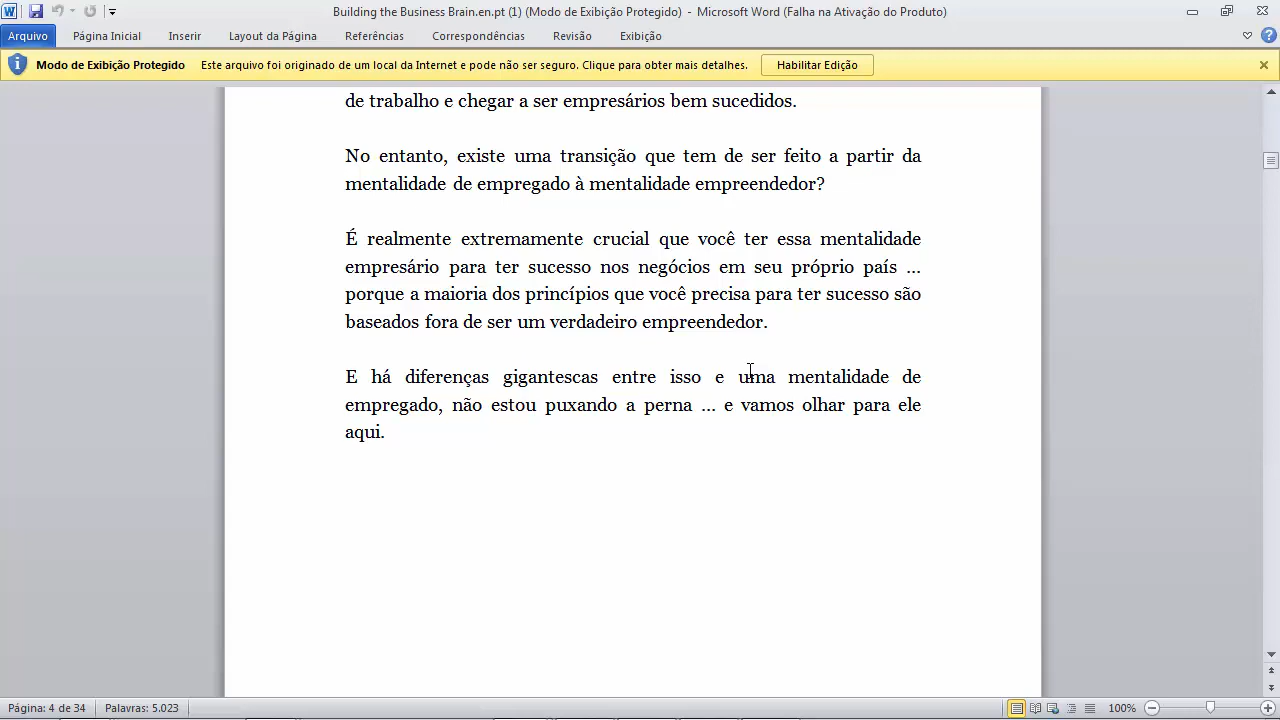 Building the Business Brain.en.pt (1) (Modo de Exibição Protegido) - Microsoft Word (Falha na Ativação do Produto)
Arquivo Página Inicial Inserir Layout da Página Referências Correspondências Revisão Exibição
Modo de Exibição Protegido Este arquivo foi originado de um local da Internet e pode não ser seguro. Clique para obter mais detalhes. Habilitar Edição
de trabalho e chegar a ser empresários bem sucedidos.
No entanto, existe uma transição que tem de ser feito a partir da
mentalidade de empregado à mentalidade empreendedor?
É realmente extremamente crucial que você ter essa mentalidade
empresário para ter sucesso nos negócios em seu próprio país ...
porque a maioria dos princípios que você precisa para ter sucesso são
baseados fora de ser um verdadeiro empreendedor.
E há diferenças gigantescas entre isso e uma mentalidade de
empregado, não estou puxando a perna ... e vamos olhar para ele
aqui.
Página: 4 de 34 Palavras: 5.023 100%